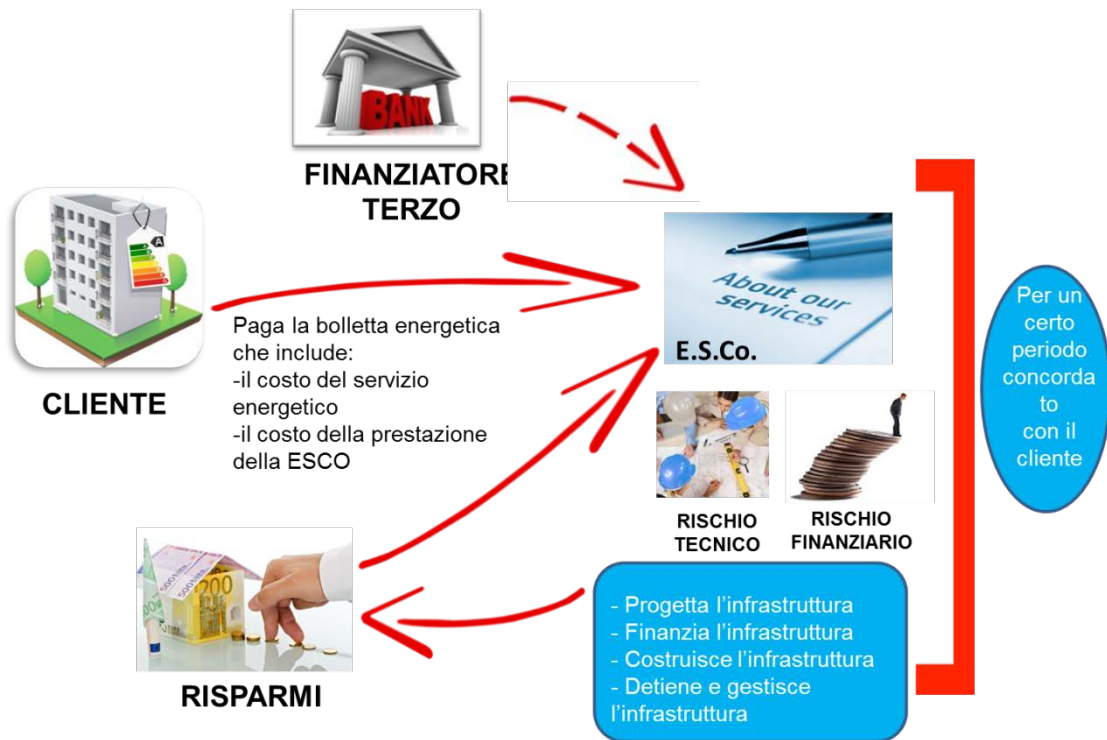 BANK
FINANZIATORE
TERZO
A
CLIENTE
Paga la bolletta energetica
che include:
-il costo del servizio
energetico
-il costo della prestazione
della ESCO
About our
services
E.S.Co.
RISCHIO
TECNICO
RISCHIO
FINANZIARIO
Per un
certo
periodo
concorda
to
con il
cliente
200
RISPARMI
- Progetta l’infrastruttura
- Finanzia l’infrastruttura
- Costruisce l’infrastruttura
- Detiene e gestisce
l’infrastruttura